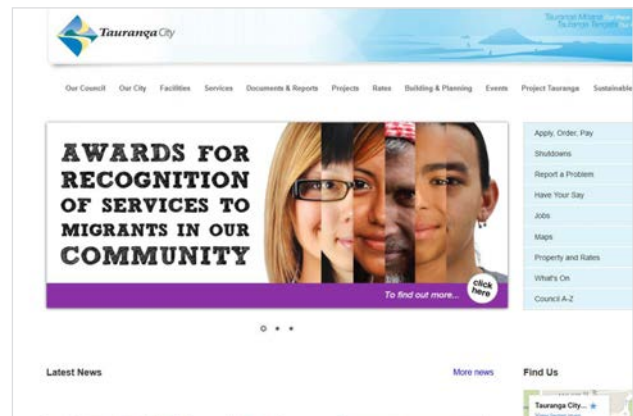 Tauranga City
Our Council Our City Facilities Services Documents & Reports Projects Rates Building & Planning Events Project Tauranga Sustainable
AWARDS FOR
RECOGNITION
OF SERVICES TO
MIGRANTS IN OUR
COMMUNITY
To find out more...
click
here
Apply, Order, Pay
Shutdowns
Report a Problem
Have Your Say
Jobs
Maps
Property and Rates
What's On
Council A-Z
Latest News
More news
Find Us
Tauranga City...